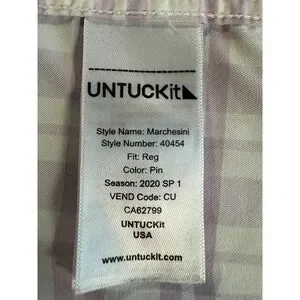 UNTUCKit
Style Name: Marchesini
Style Number: 40454
Fit: Reg
Color: Pin
Season: 2020 SP 1
VEND Code: CU
CA62799
UNTUCKit
USA
www.untuckit.com